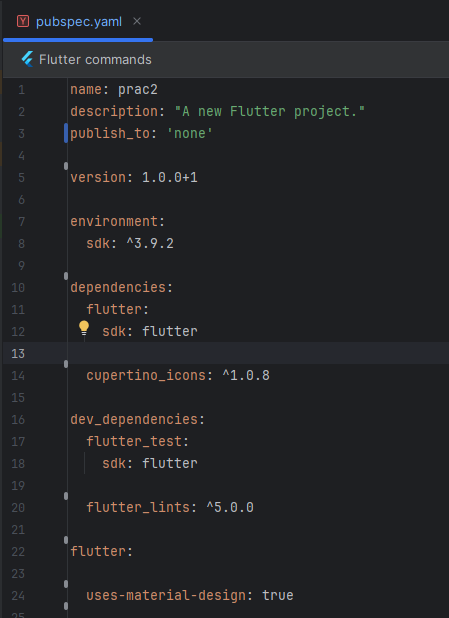 pubspec.yaml
Flutter commands
1 name: prac2
2 description: "A new Flutter project."
3 publish_to: 'none'
4
5 version: 1.0.0+1
6
7 environment:
8   sdk: ^3.9.2
9
10 dependencies:
11   flutter:
12     sdk: flutter
13
14   cupertino_icons: ^1.0.8
15
16 dev_dependencies:
17   flutter_test:
18     sdk: flutter
19
20   flutter_lints: ^5.0.0
21
22 flutter:
23
24   uses-material-design: true
25